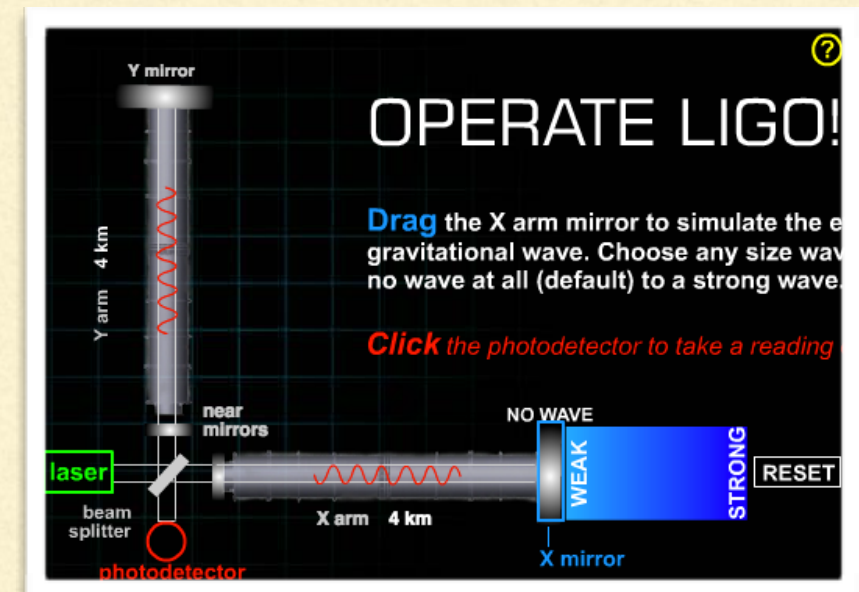 ?
Y mirror
OPERATE LIGO!
Drag the X arm mirror to simulate the e
gravitational wave. Choose any size wav
no wave at all (default) to a strong wave.
Click the photodetector to take a reading
Y arm 4 km
near
mirrors
NO WAVE
laser
WEAK
STRONG
RESET
beam
splitter
X arm 4 km
X mirror
photodetector